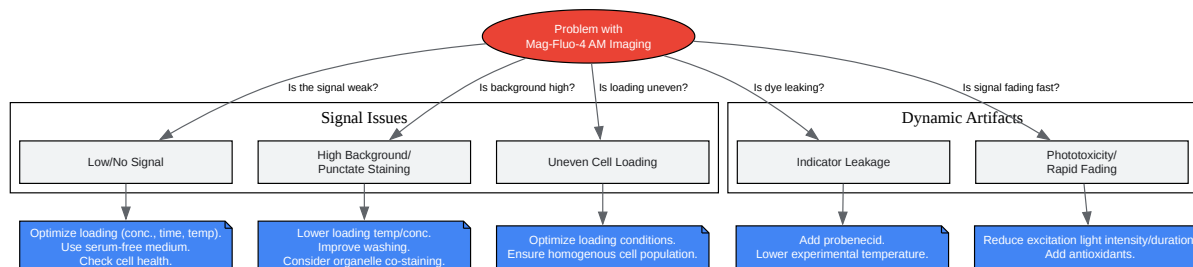 Problem with
Mag-Fluo-4 AM Imaging
Is the signal weak?
Is background high?
Is loading uneven?
Is dye leaking?
Is signal fading fast?
Signal Issues
Dynamic Artifacts
Low/No Signal
High Background/
Punctate Staining
Uneven Cell Loading
Indicator Leakage
Phototoxicity/
Rapid Fading
Optimize loading (conc., time, temp).
Use serum-free medium.
Check cell health.
Lower loading temp/conc.
Improve washing.
Consider organelle co-staining.
Optimize loading conditions.
Ensure homogenous cell population.
Add probenecid.
Lower experimental temperature.
Reduce excitation light intensity/duration
Add antioxidants.